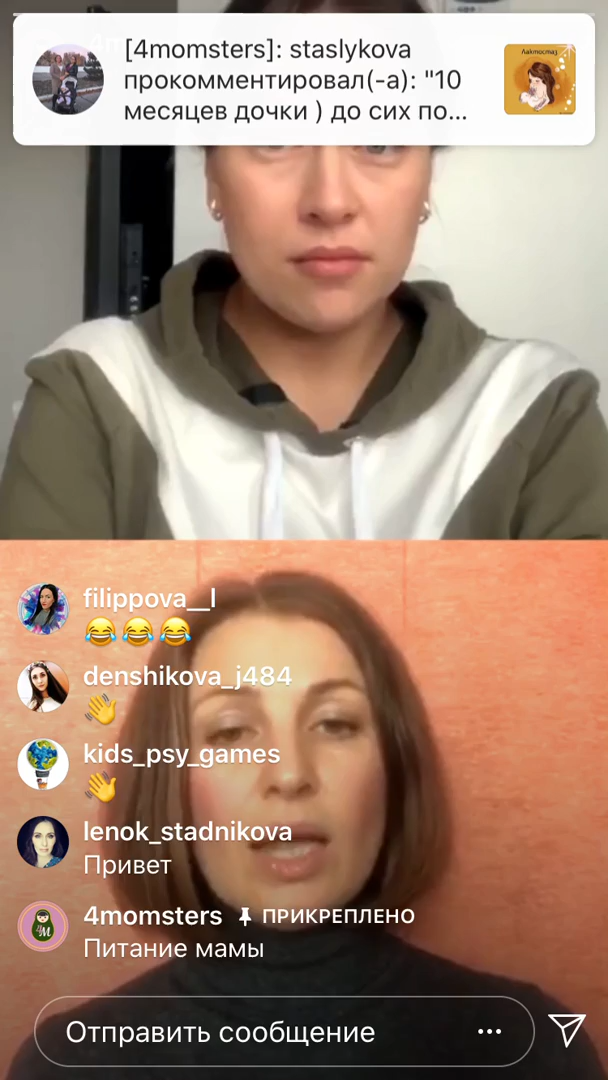 [4momsters]: staslykova
прокомментировал(-а): "10
месяцев дочки ) до сих по...
Лактостаз
filippova__l
😂😂😂
denshikova_j484
👋
kids_psy_games
👋
lenok_stadnikova
Привет
4momsters ПРИКРЕПЛЕНО
Питание мамы
Отправить сообщение